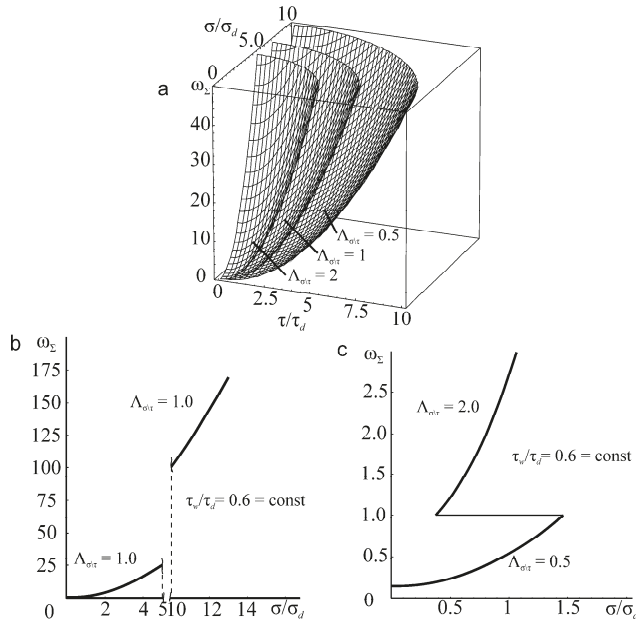 a
σ/σd
10
5.0
0
ωΣ
40
30
20
10
0
Λσ\τ = 0.5
Λσ\τ = 1
Λσ\τ = 2
0
2.5
5
7.5
10
τ/τd
b
ωΣ
175
150
125
100
75
50
25
0
Λσ\τ = 1.0
τw/τd= 0.6 = const
Λσ\τ = 1.0
2
4
5
10
12
14
σ/σd
c
ωΣ
2.5
2.0
1.5
1.0
0.5
0
Λσ\τ = 2.0
τw/τd= 0.6 = const
Λσ\τ = 0.5
0.5
1
1.5
σ/σd